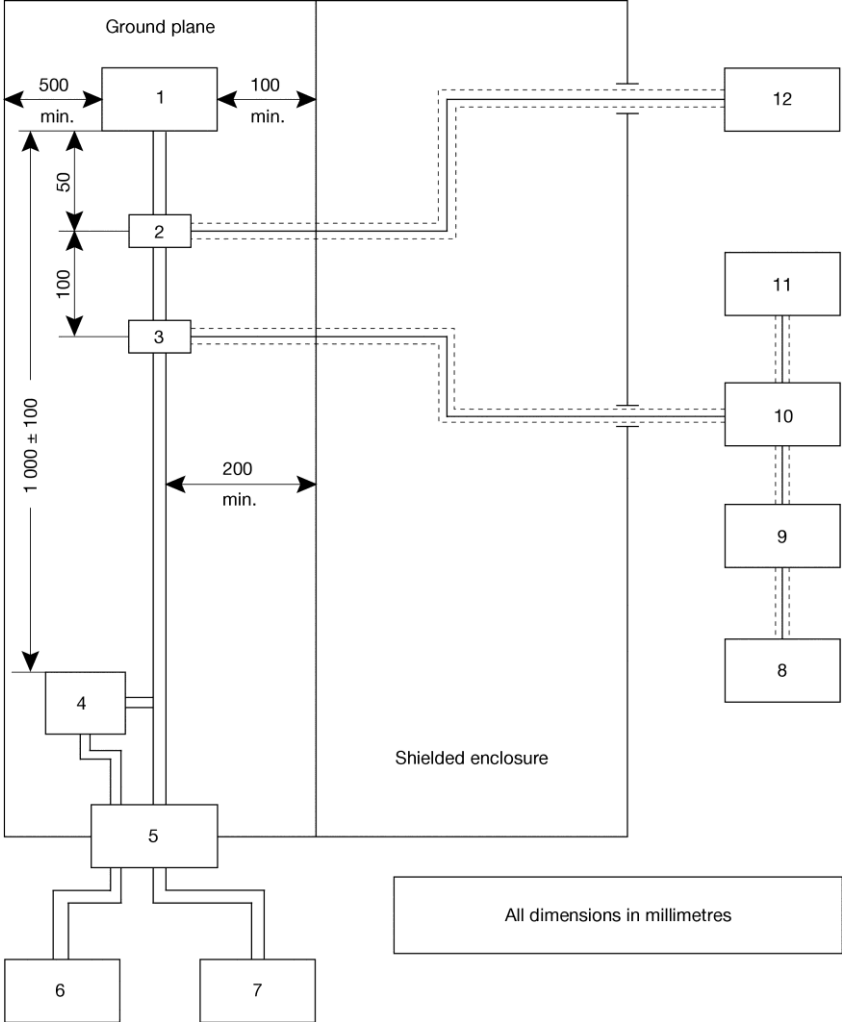 Ground plane
500
min.
1
100
min.
12
50
2
100
11
3
10
1 000 ± 100
200
min.
9
4
8
Shielded enclosure
5
All dimensions in millimetres
6
7